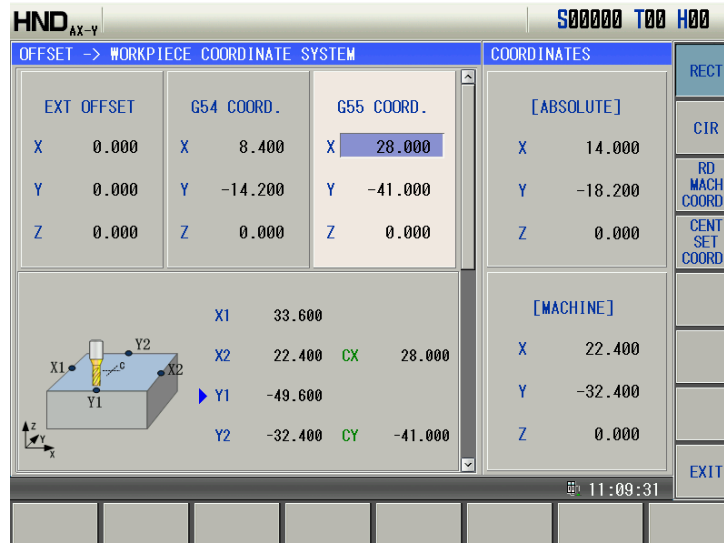 HND AX-Y S00000 T00 H00
OFFSET -> WORKPIECE COORDINATE SYSTEM
EXT OFFSET G54 COORD. G55 COORD.
X 0.000 X 8.400 X 28.000
Y 0.000 Y -14.200 Y -41.000
Z 0.000 Z 0.000 Z 0.000
X1 33.600
X2 22.400 CX 28.000
Y1 -49.600
Y2 -32.400 CY -41.000
X1 Y2 C X2 Y1
Z Y X
COORDINATES
[ABSOLUTE]
X 14.000
Y -18.200
Z 0.000
[MACHINE]
X 22.400
Y -32.400
Z 0.000
RECT
CIR
RD
MACH
COORD
CENT
SET
COORD
EXIT
11:09:31